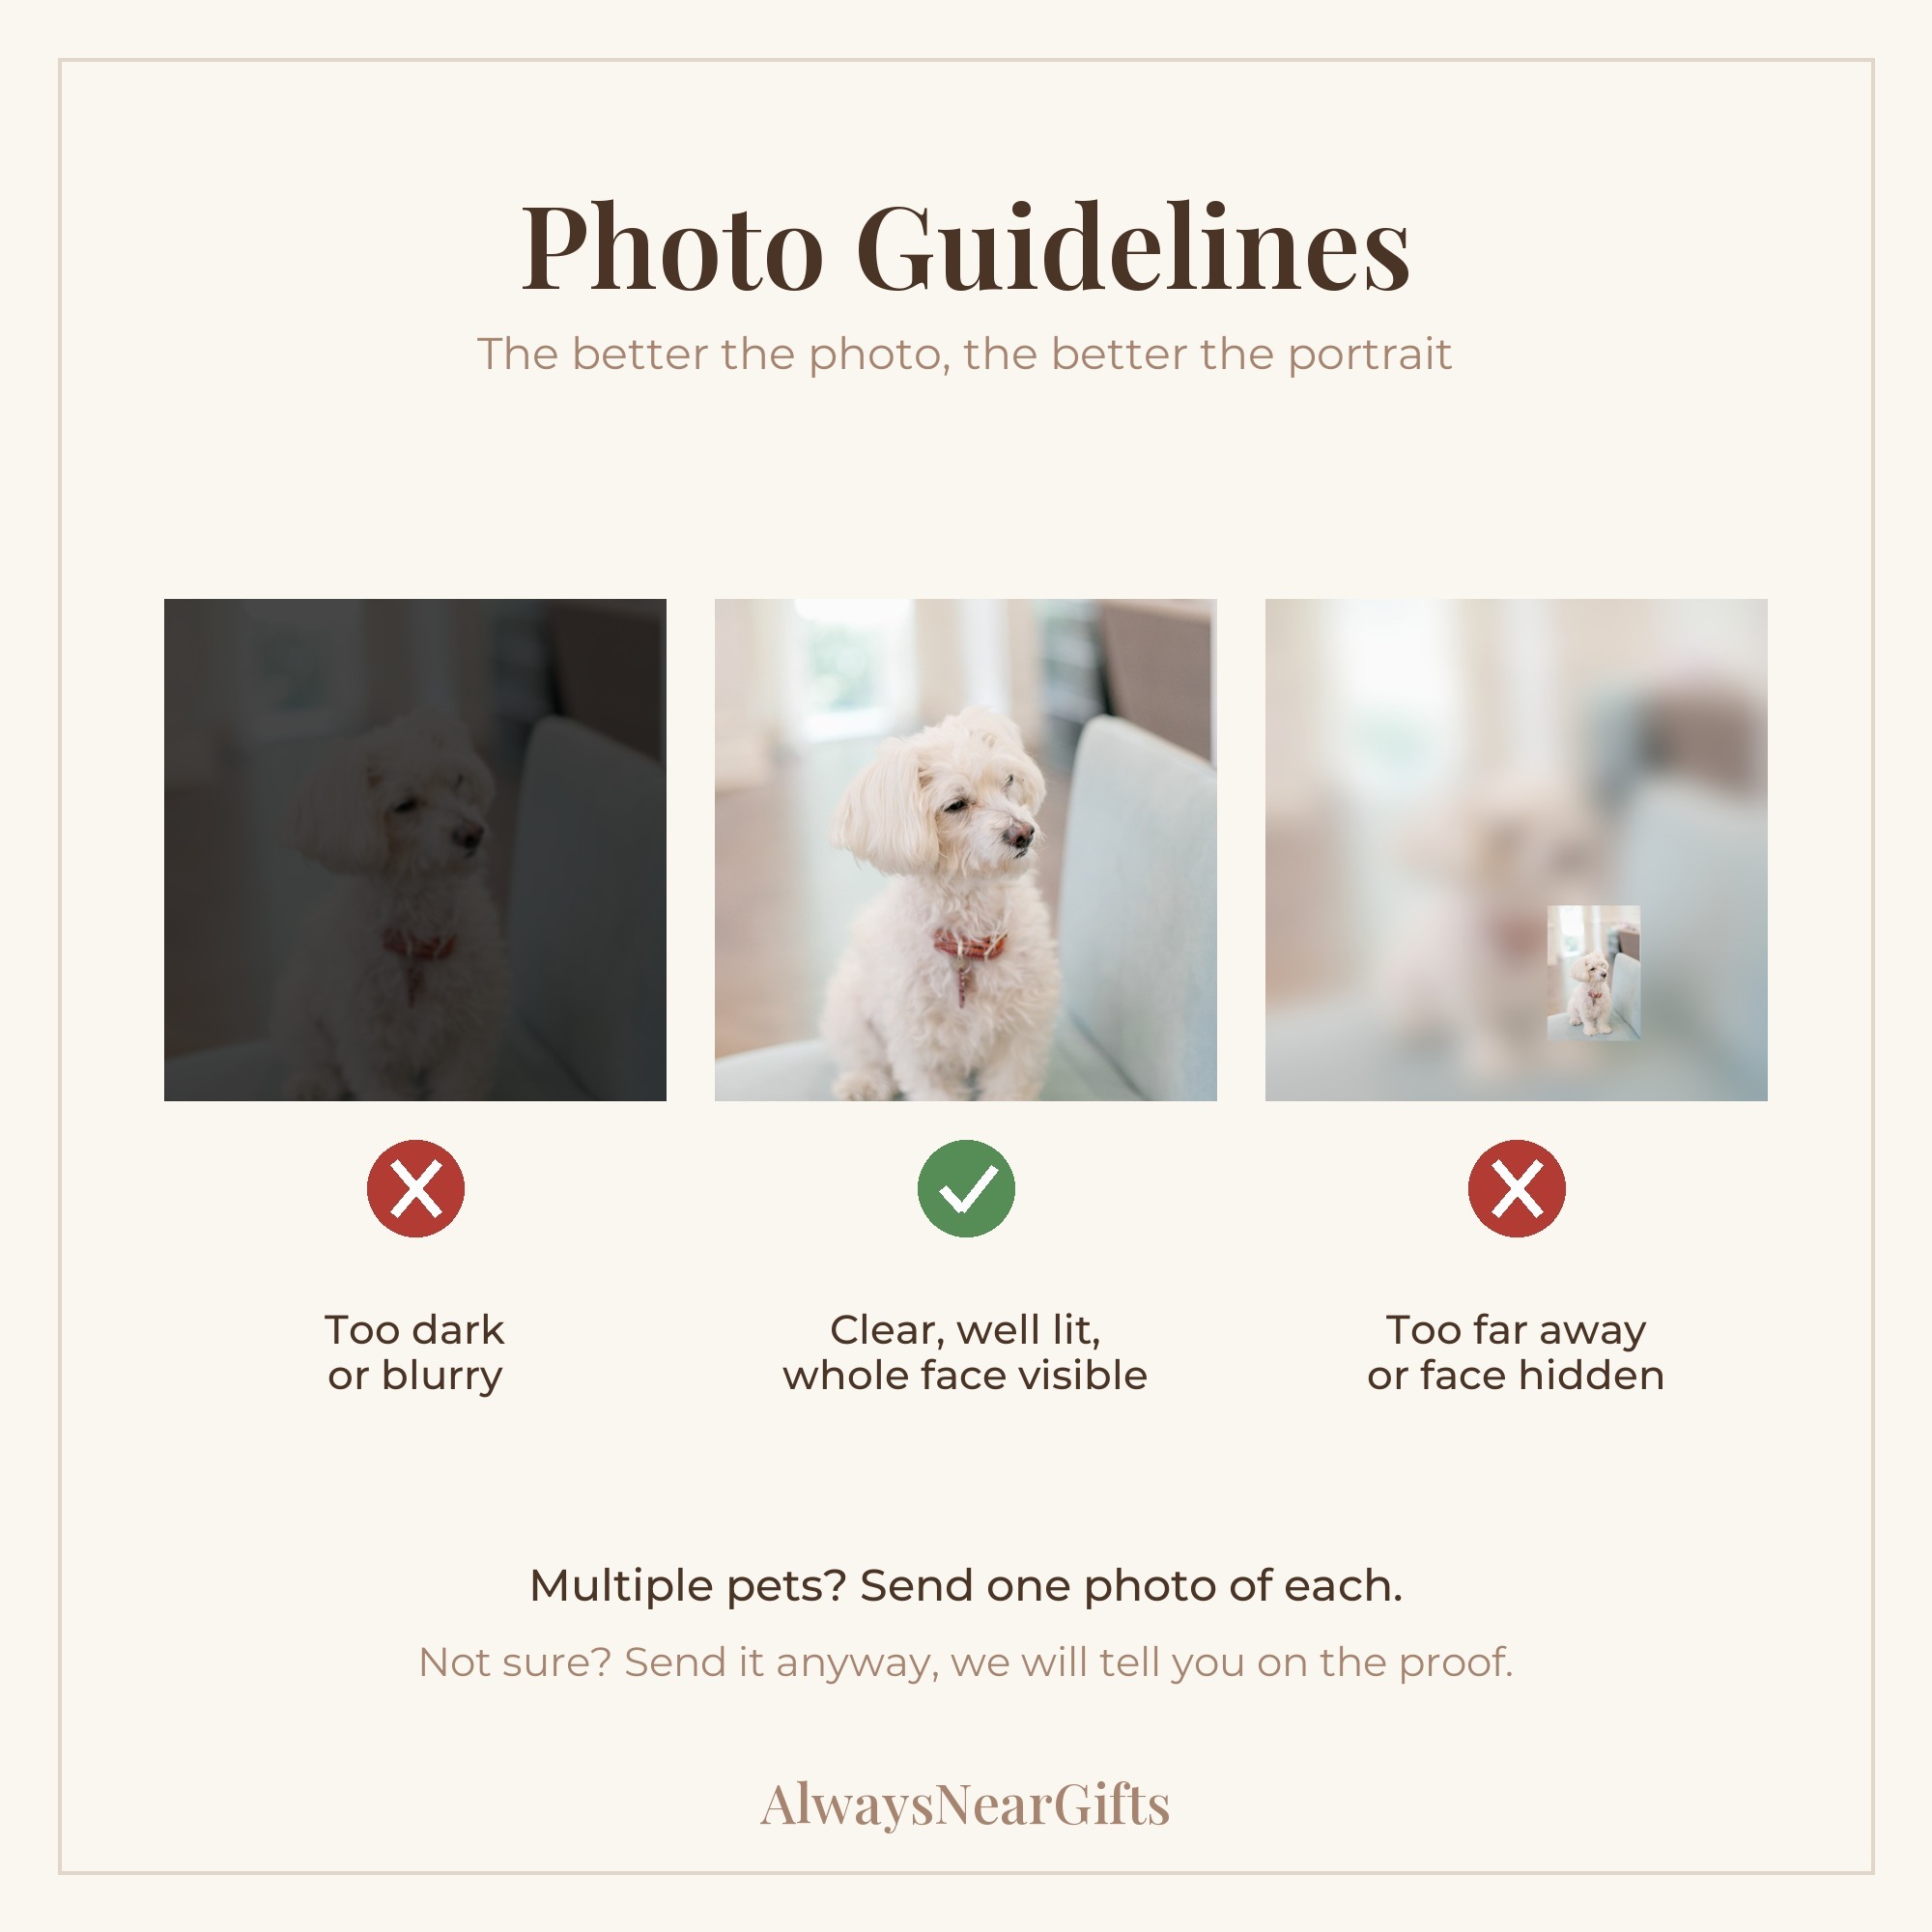 Photo Guidelines
The better the photo, the better the portrait
Too dark
or blurry
Clear, well lit,
whole face visible
Too far away
or face hidden
Multiple pets? Send one photo of each.
Not sure? Send it anyway, we will tell you on the proof.
AlwaysNearGifts